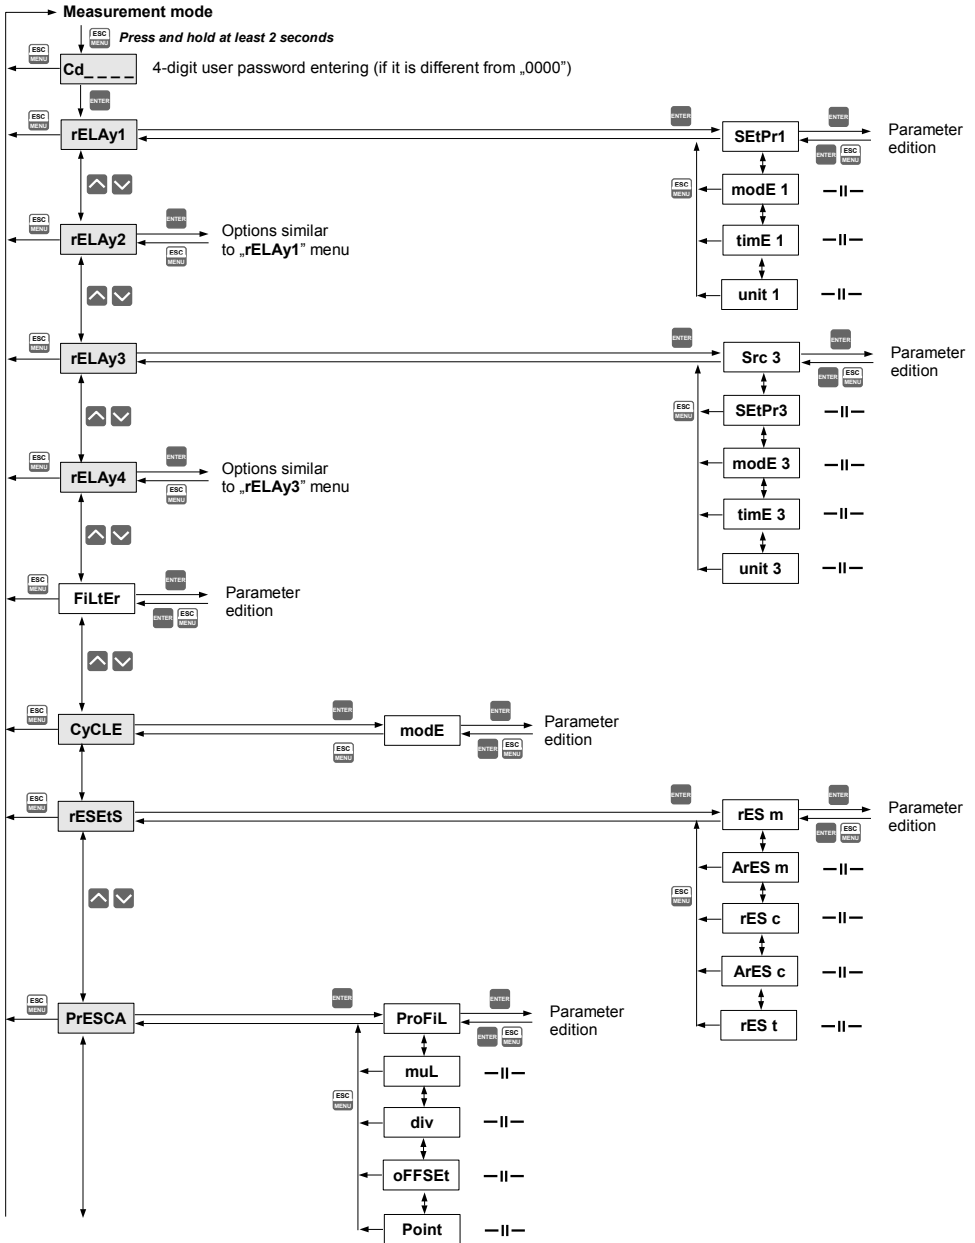 Measurement mode
ESC
MENU
Press and hold at least 2 seconds
ESC
MENU
Cd_ _ _ _
4-digit user password entering (if it is different from „0000”)
ENTER
ESC
MENU
rELAy1
ENTER
SEtPr1
ENTER
ENTER
ESC
MENU
Parameter
edition
ESC
MENU
modE 1
—II—
timE 1
—II—
unit 1
—II—
ESC
MENU
rELAy2
ENTER
ESC
MENU
Options similar
to „rELAy1” menu
ESC
MENU
rELAy3
ENTER
Src 3
ENTER
ENTER
ESC
MENU
Parameter
edition
ESC
MENU
SEtPr3
—II—
modE 3
—II—
timE 3
—II—
unit 3
—II—
ESC
MENU
rELAy4
ENTER
ESC
MENU
Options similar
to „rELAy3” menu
ESC
MENU
FiLtEr
ENTER
ENTER
ESC
MENU
Parameter
edition
ESC
MENU
CyCLE
ENTER
ESC
MENU
modE
ENTER
ENTER
ESC
MENU
Parameter
edition
ESC
MENU
rESEtS
ENTER
rES m
ENTER
ENTER
ESC
MENU
Parameter
edition
ESC
MENU
ArES m
—II—
rES c
—II—
ArES c
—II—
rES t
—II—
ESC
MENU
PrESCA
ENTER
ProFiL
ENTER
ENTER
ESC
MENU
Parameter
edition
ESC
MENU
muL
—II—
div
—II—
oFFSEt
—II—
Point
—II—